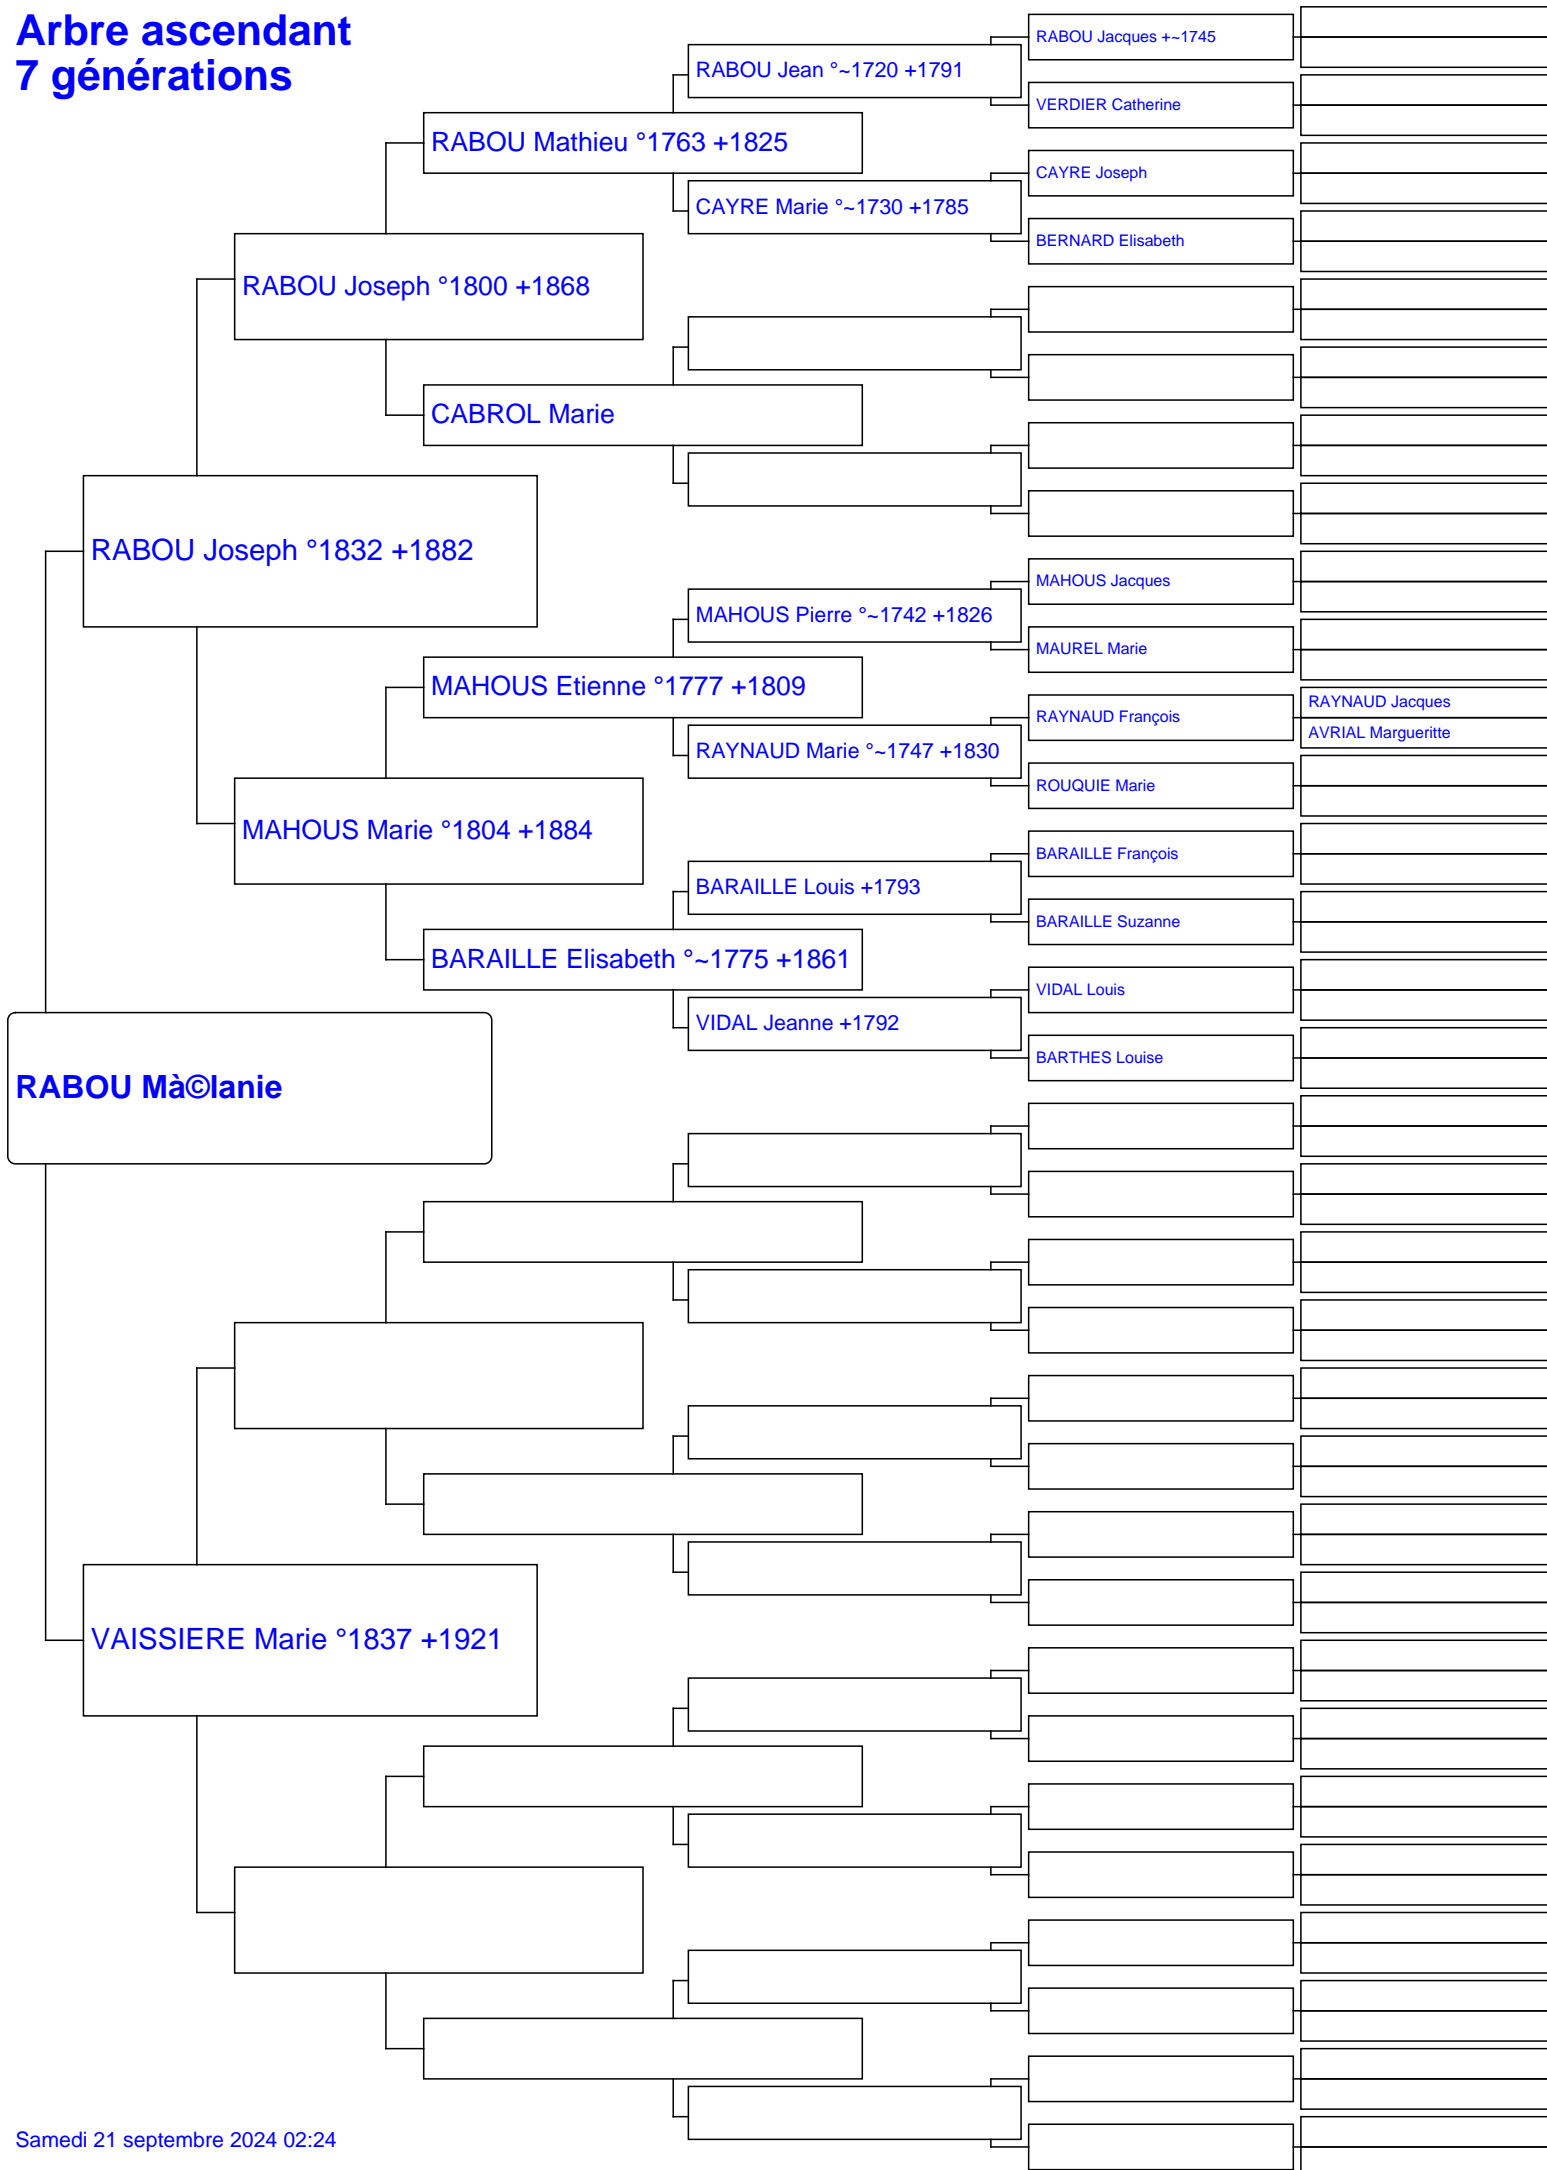 Arbre ascendant
7 générations
RABOU Jacques +~1745
RABOU Jean °~1720 +1791
VERDIER Catherine
RABOU Mathieu °1763 +1825
CAYRE Joseph
CAYRE Marie °~1730 +1785
BERNARD Elisabeth
RABOU Joseph °1800 +1868
CABROL Marie
RABOU Joseph °1832 +1882
MAHOUS Jacques
MAHOUS Pierre °~1742 +1826
MAUREL Marie
MAHOUS Etienne °1777 +1809
RAYNAUD Jacques
RAYNAUD François
AVRIAL Margueritte
RAYNAUD Marie °~1747 +1830
ROUQUIE Marie
MAHOUS Marie °1804 +1884
BARAILLE François
BARAILLE Louis +1793
BARAILLE Suzanne
BARAILLE Elisabeth °~1775 +1861
VIDAL Louis
VIDAL Jeanne +1792
BARTHES Louise
RABOU Mà©lanie
VAISSIERE Marie °1837 +1921
Samedi 21 septembre 2024 02:24